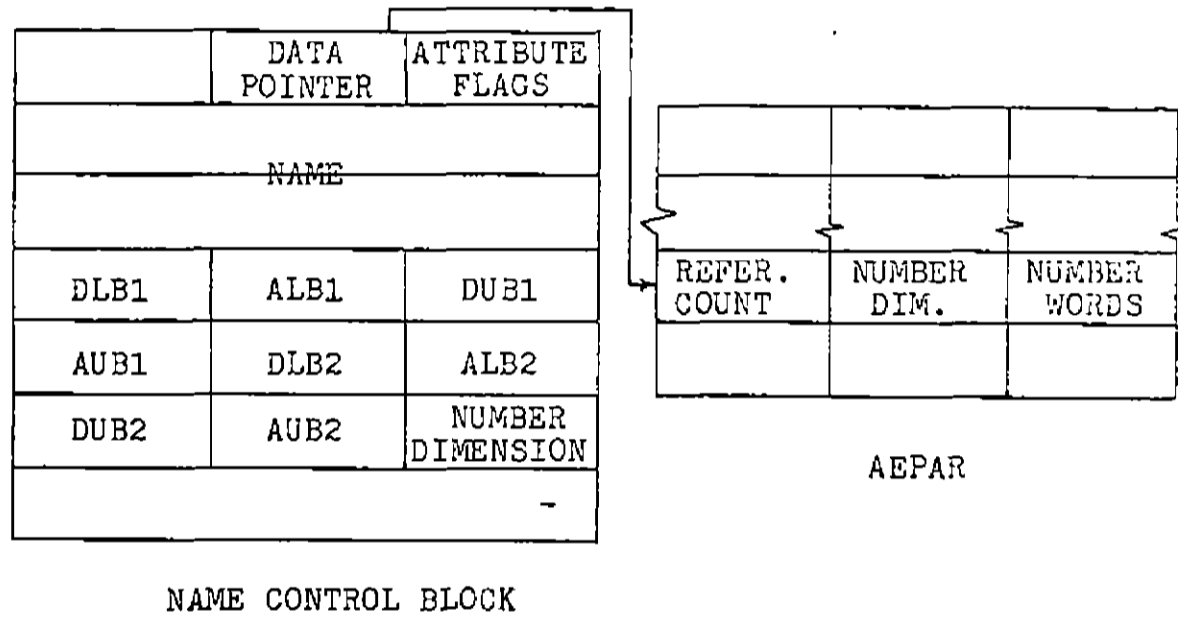 DATA POINTER
ATTRIBUTE FLAGS
NAME
DLB1 ALB1 DUB1
AUB1 DLB2 ALB2
DUB2 AUB2 NUMBER DIMENSION
NAME CONTROL BLOCK
REFER. COUNT
NUMBER DIM.
NUMBER WORDS
AEPAR